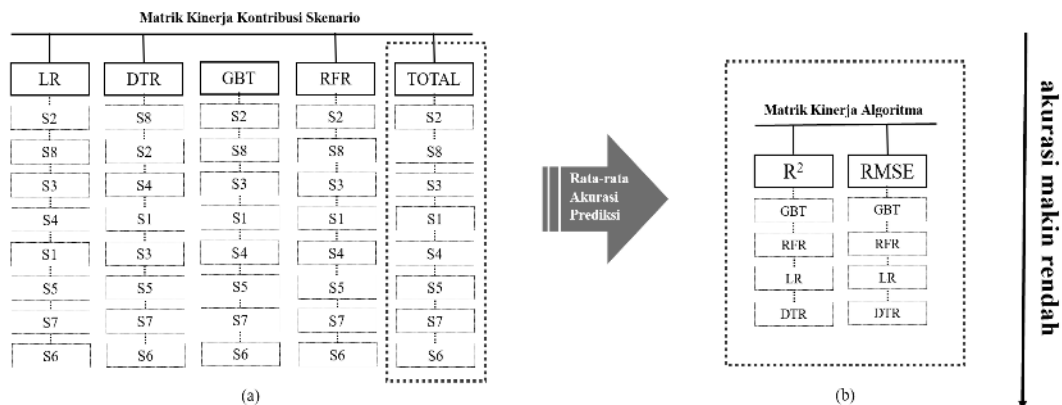 Matrik Kinerja Kontribusi Skenario
LR DTR GBT RFR TOTAL
S2 S8 S2 S2 S2
S8 S2 S8 S8 S8
S3 S4 S3 S3 S3
S4 S1 S1 S1 S1
S1 S3 S4 S4 S4
S5 S5 S5 S5 S5
S7 S7 S7 S7 S7
S6 S6 S6 S6 S6
(a)
Rata-rata
Akurasi
Prediksi
Matrik Kinerja Algoritma
R² RMSE
GBT GBT
RFR RFR
LR LR
DTR DTR
(b)
akurasi makin rendah